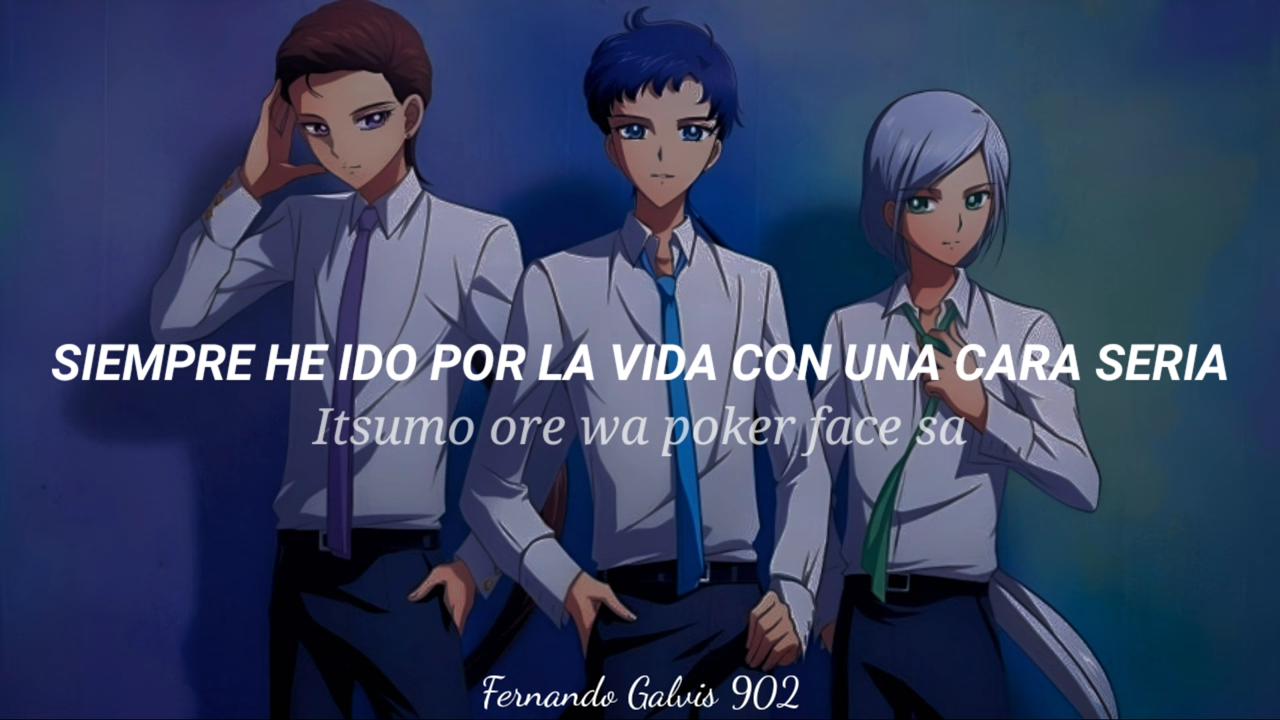 SIEMPRE HE IDO POR LA VIDA CON UNA CARA SERIA
Itsumo ore wa poker face sa
Fernando Galvis 902